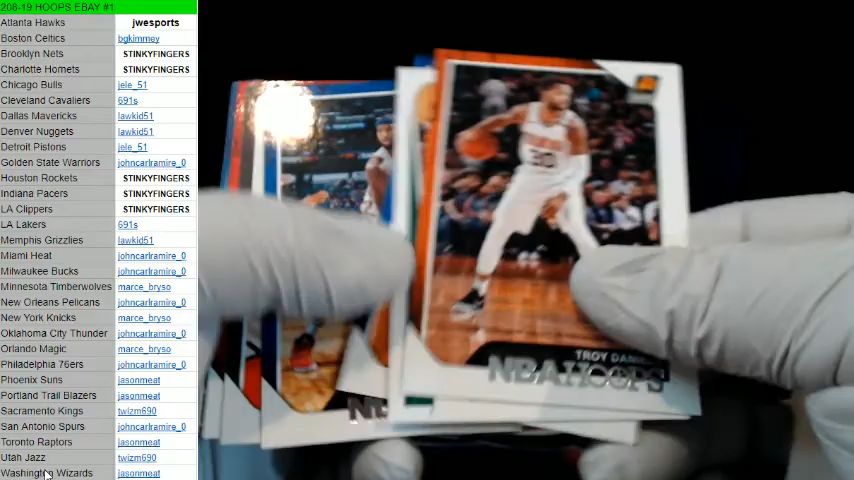 208-19 HOOPS EBAY #1
Atlanta Hawks jwesports
Boston Celtics bgkimmey
Brooklyn Nets STINKYFINGERS
Charlotte Hornets STINKYFINGERS
Chicago Bulls jele_51
Cleveland Cavaliers 691s
Dallas Mavericks lawkid51
Denver Nuggets lawkid51
Detroit Pistons jele_51
Golden State Warriors johncarlramire_0
Houston Rockets STINKYFINGERS
Indiana Pacers STINKYFINGERS
LA Clippers STINKYFINGERS
LA Lakers 691s
Memphis Grizzlies lawkid51
Miami Heat johncarlramire_0
Milwaukee Bucks johncarlramire_0
Minnesota Timberwolves marce_bryso
New Orleans Pelicans johncarlramire_0
New York Knicks marce_bryso
Oklahoma City Thunder johncarlramire_0
Orlando Magic marce_bryso
Philadelphia 76ers johncarlramire_0
Phoenix Suns jasonmeat
Portland Trail Blazers jasonmeat
Sacramento Kings twizm690
San Antonio Spurs johncarlramire_0
Toronto Raptors jasonmeat
Utah Jazz twizm690
Washington Wizards jasonmeat
30
TROY
NBA HOOPS